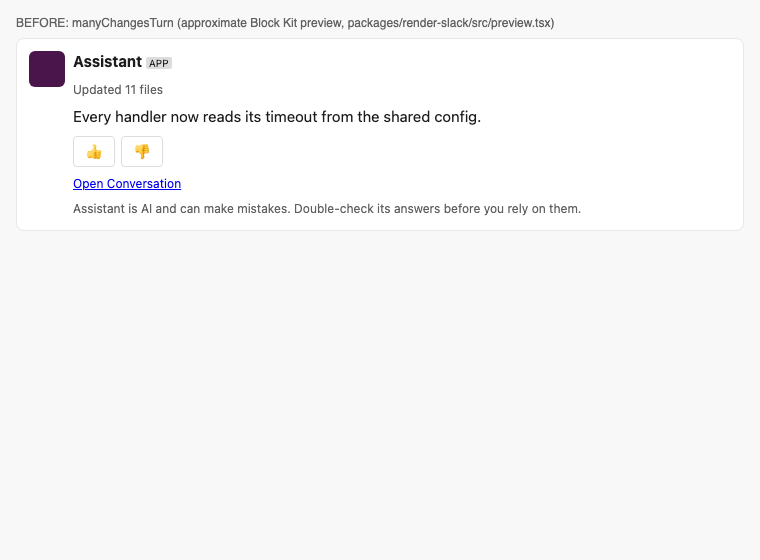 BEFORE: manyChangesTurn (approximate Block Kit preview, packages/render-slack/src/preview.tsx)
Assistant APP
Updated 11 files
Every handler now reads its timeout from the shared config.
Open Conversation
Assistant is AI and can make mistakes. Double-check its answers before you rely on them.